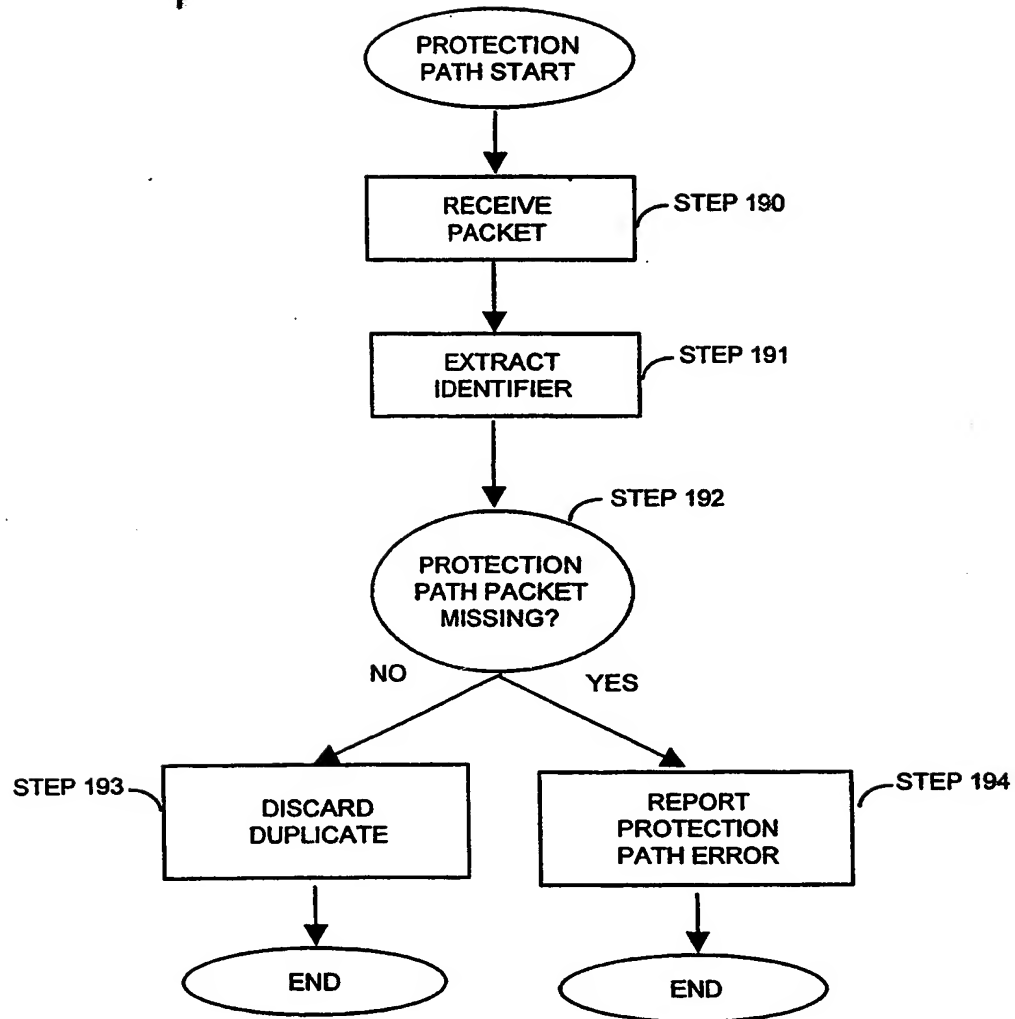 PROTECTION
PATH START
RECEIVE
PACKET
STEP 190
EXTRACT
IDENTIFIER
STEP 191
STEP 192
PROTECTION
PATH PACKET
MISSING?
NO
YES
STEP 193
DISCARD
DUPLICATE
REPORT
PROTECTION
PATH ERROR
STEP 194
END
END